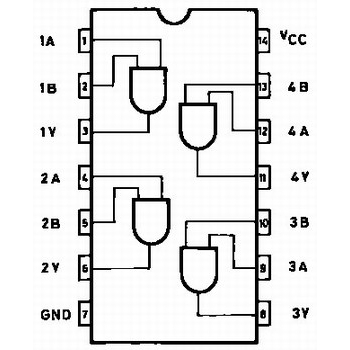 1A 1 14 VCC
1B 2 13 4B
1Y 3 12 4A
2A 4 11 4Y
2B 5 10 3B
2Y 6 9 3A
GND 7 8 3Y